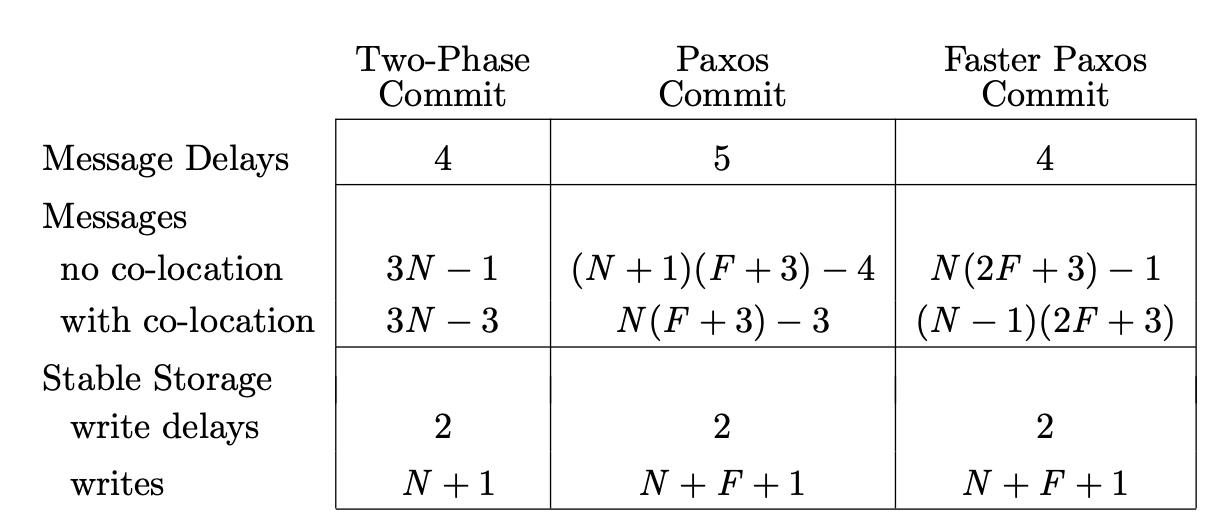 Two-Phase Paxos Faster Paxos
Commit Commit Commit
Message Delays 4 5 4
Messages
no co-location 3N − 1 (N + 1)(F + 3) − 4 N(2F + 3) − 1
with co-location 3N − 3 N(F + 3) − 3 (N − 1)(2F + 3)
Stable Storage
write delays 2 2 2
writes N + 1 N + F + 1 N + F + 1